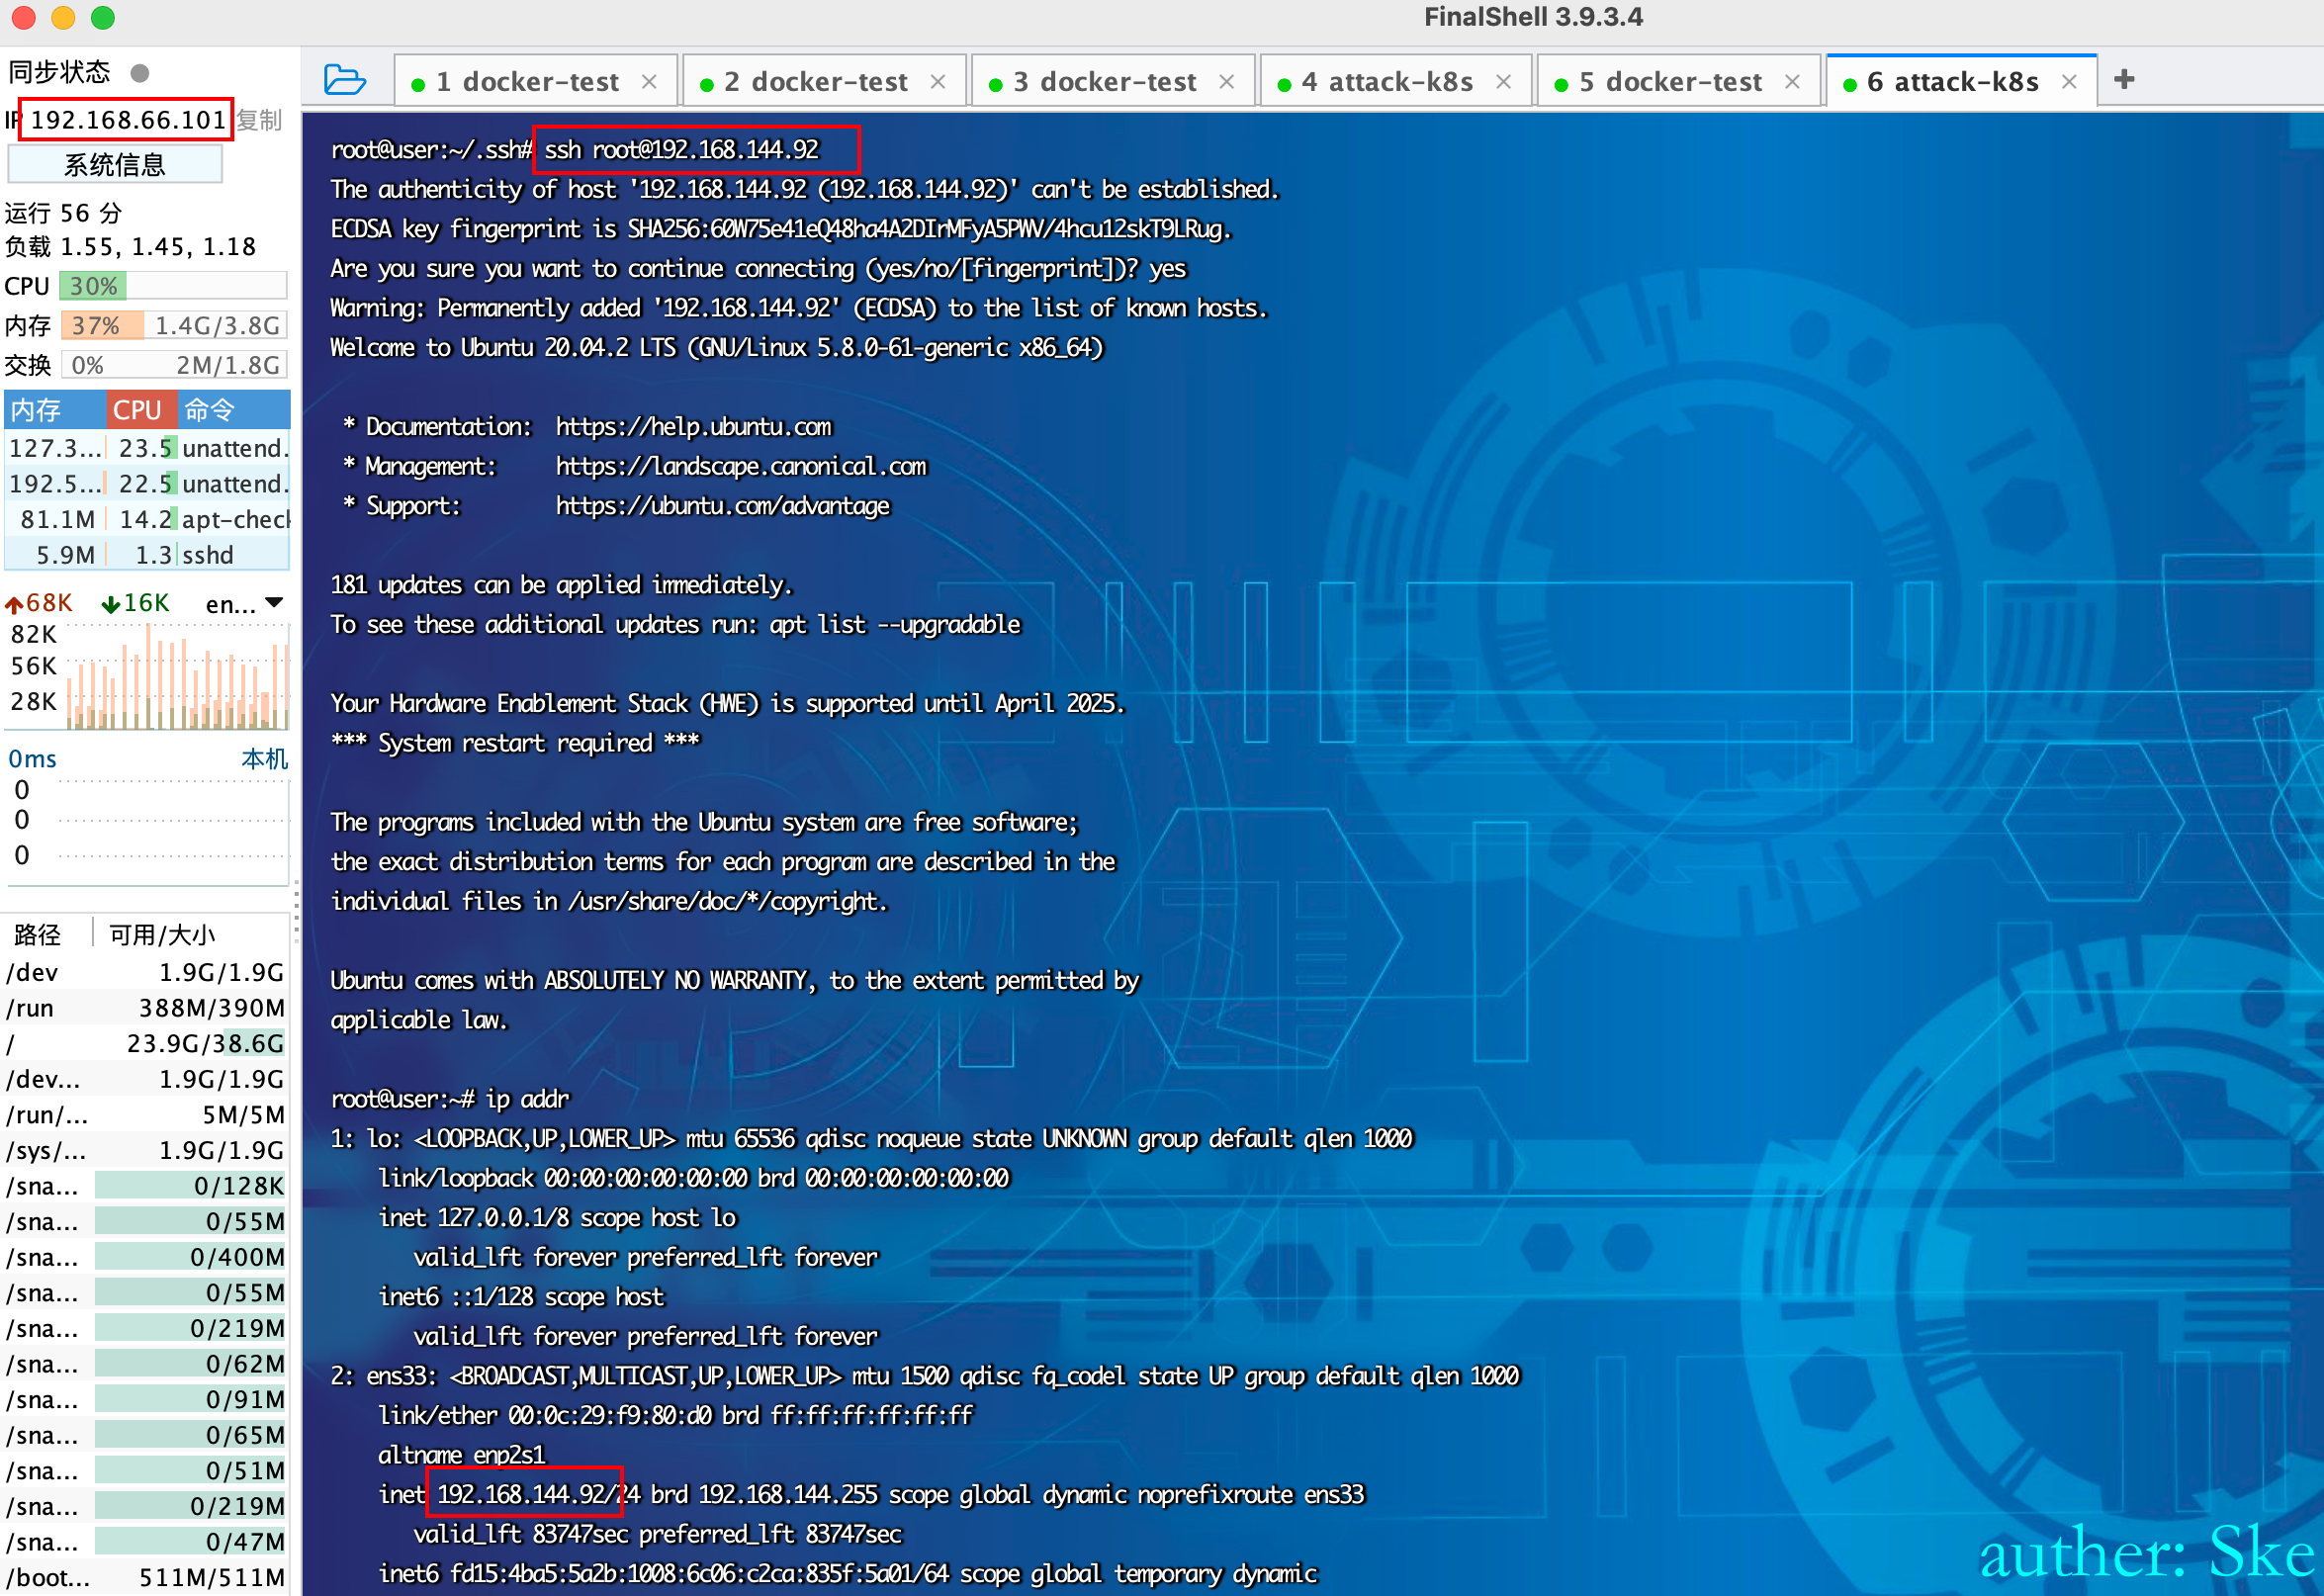 FinalShell 3.9.3.4
同步状态
IP 192.168.66.101 复制
系统信息
运行 56 分
负载 1.55, 1.45, 1.18
CPU 30%
内存 37% 1.4G/3.8G
交换 0% 2M/1.8G
内存 CPU 命令
127.3... 23.5 unattend.
192.5... 22.5 unattend.
81.1M 14.2 apt-check
5.9M 1.3 sshd
68K 16K en...
82K
56K
28K
0ms 本机
0
0
0
路径 可用/大小
/dev 1.9G/1.9G
/run 388M/390M
/ 23.9G/38.6G
/dev... 1.9G/1.9G
/run/... 5M/5M
/sys/... 1.9G/1.9G
/sna... 0/128K
/sna... 0/55M
/sna... 0/400M
/sna... 0/55M
/sna... 0/219M
/sna... 0/62M
/sna... 0/91M
/sna... 0/65M
/sna... 0/51M
/sna... 0/219M
/sna... 0/47M
/boot... 511M/511M
1 docker-test × 2 docker-test × 3 docker-test × 4 attack-k8s × 5 docker-test × 6 attack-k8s × +
root@user:~/.ssh# ssh root@192.168.144.92
The authenticity of host '192.168.144.92 (192.168.144.92)' can't be established.
ECDSA key fingerprint is SHA256:60W75e41eQ48ha4A2DIrMFyA5PWV/4hcu12skT9LRug.
Are you sure you want to continue connecting (yes/no/[fingerprint])? yes
Warning: Permanently added '192.168.144.92' (ECDSA) to the list of known hosts.
Welcome to Ubuntu 20.04.2 LTS (GNU/Linux 5.8.0-61-generic x86_64)
* Documentation: https://help.ubuntu.com
* Management: https://landscape.canonical.com
* Support: https://ubuntu.com/advantage
181 updates can be applied immediately.
To see these additional updates run: apt list --upgradable
Your Hardware Enablement Stack (HWE) is supported until April 2025.
*** System restart required ***
The programs included with the Ubuntu system are free software;
the exact distribution terms for each program are described in the
individual files in /usr/share/doc/*/copyright.
Ubuntu comes with ABSOLUTELY NO WARRANTY, to the extent permitted by
applicable law.
root@user:~# ip addr
1: lo: <LOOPBACK,UP,LOWER_UP> mtu 65536 qdisc noqueue state UNKNOWN group default qlen 1000
link/loopback 00:00:00:00:00:00 brd 00:00:00:00:00:00
inet 127.0.0.1/8 scope host lo
valid_lft forever preferred_lft forever
inet6 ::1/128 scope host
valid_lft forever preferred_lft forever
2: ens33: <BROADCAST,MULTICAST,UP,LOWER_UP> mtu 1500 qdisc fq_codel state UP group default qlen 1000
link/ether 00:0c:29:f9:80:d0 brd ff:ff:ff:ff:ff:ff
altname enp2s1
inet 192.168.144.92/24 brd 192.168.144.255 scope global dynamic noprefixroute ens33
valid_lft 83747sec preferred_lft 83747sec
inet6 fd15:4ba5:5a2b:1008:6c06:c2ca:835f:5a01/64 scope global temporary dynamic
auther: Ske